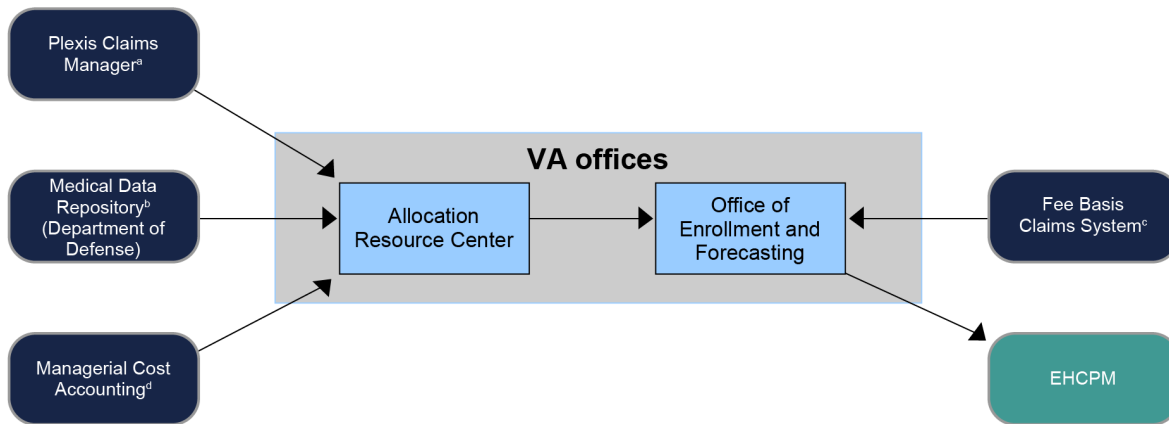 Plexis Claims
Managerᵃ
Medical Data
Repositoryᵇ
(Department of
Defense)
Managerial Cost
Accountingᵈ
VA offices
Allocation
Resource Center
Office of
Enrollment and
Forecasting
Fee Basis
Claims Systemᶜ
EHCPM